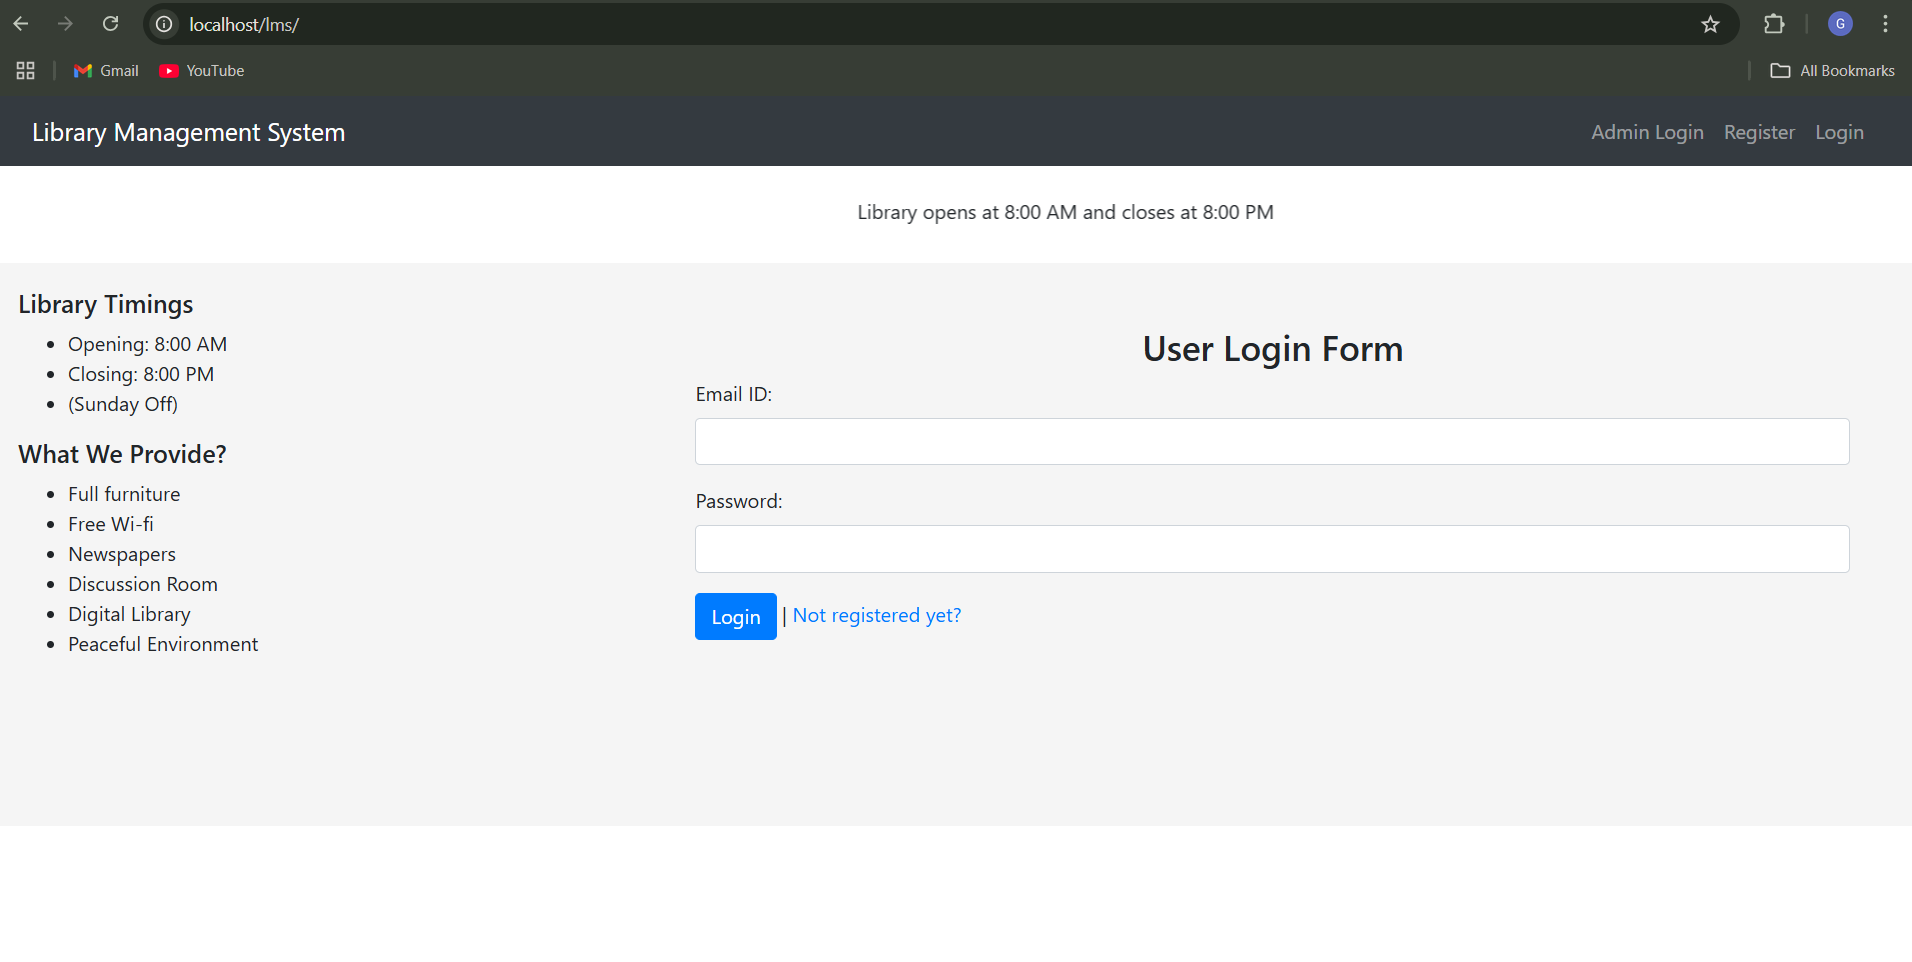 localhost/lms/
G
Gmail
YouTube
All Bookmarks
Library Management System
Admin Login
Register
Login
Library opens at 8:00 AM and closes at 8:00 PM
Library Timings
Opening: 8:00 AM
Closing: 8:00 PM
(Sunday Off)
What We Provide?
Full furniture
Free Wi-fi
Newspapers
Discussion Room
Digital Library
Peaceful Environment
User Login Form
Email ID:
Password:
Login | Not registered yet?